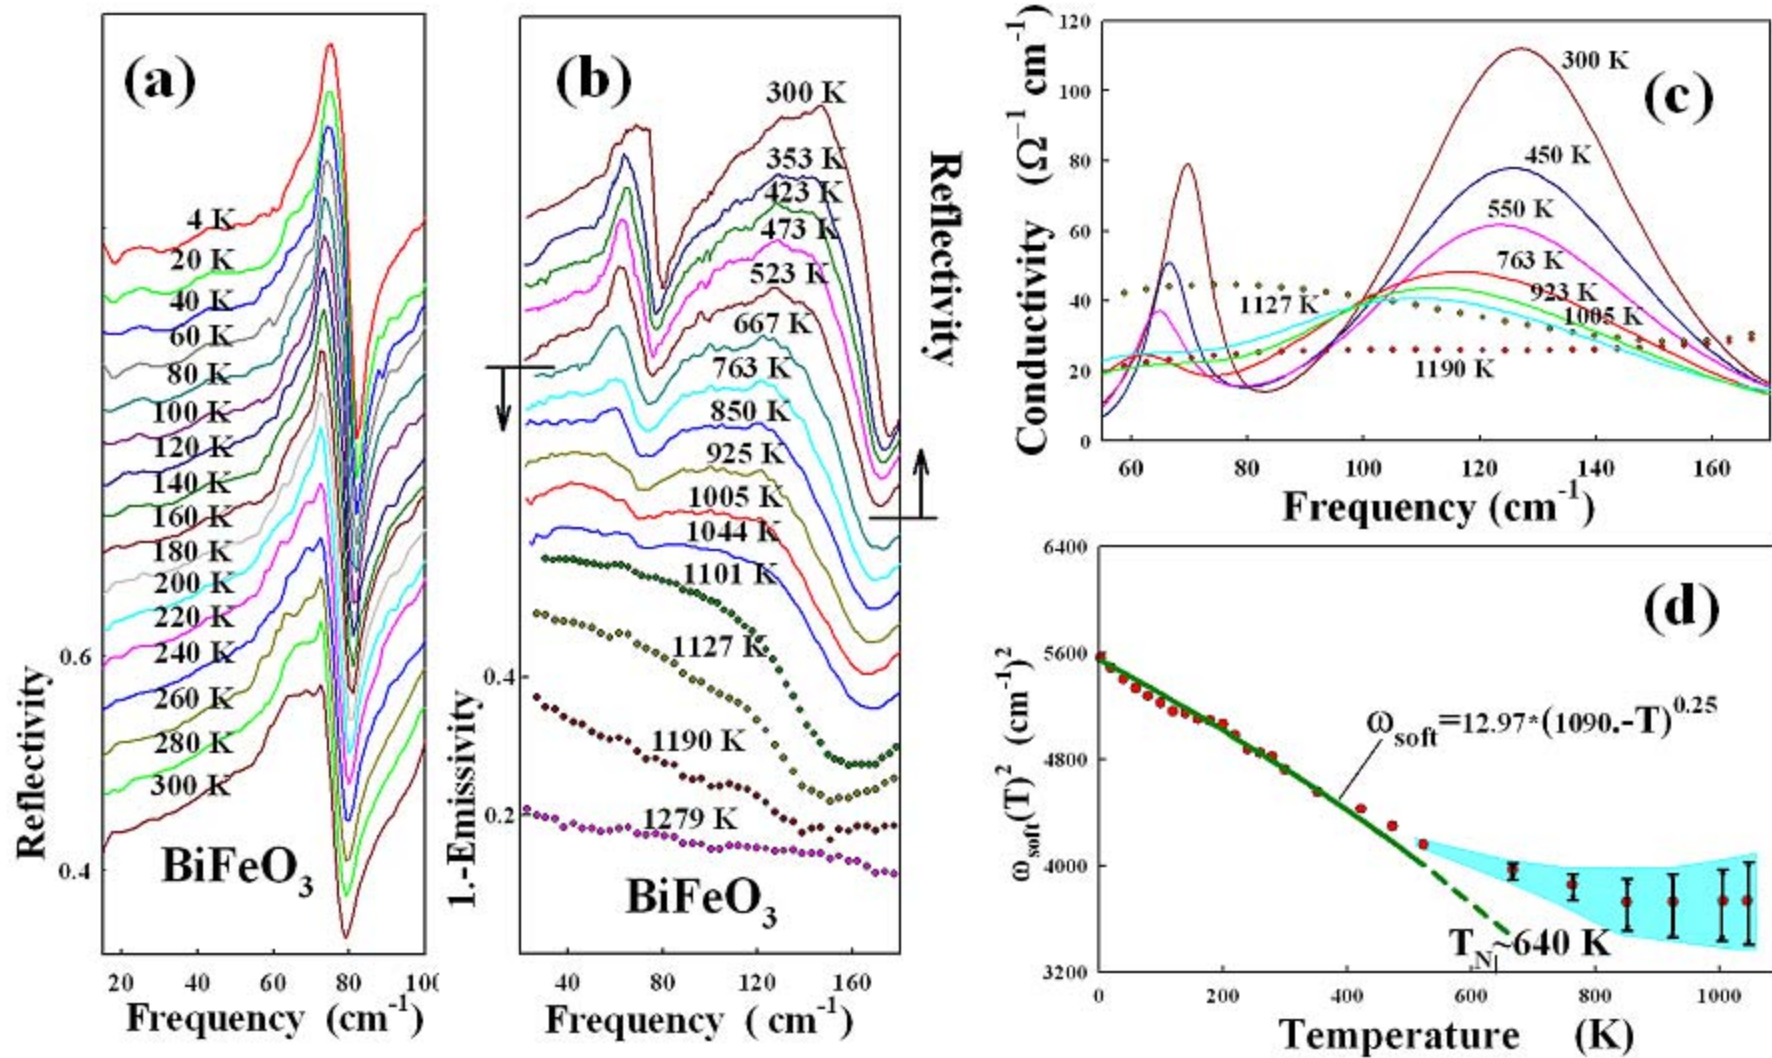 (a)
4 K
20 K
40 K
60 K
80 K
100 K
120 K
140 K
160 K
180 K
200 K
220 K
240 K
260 K
280 K
300 K
BiFeO3
Reflectivity
0.6
0.4
20 40 60 80 10
Frequency (cm-1)
(b)
300 K
353 K
423 K
473 K
523 K
667 K
763 K
850 K
925 K
1005 K
1044 K
1101 K
1127 K
1190 K
1279 K
BiFeO3
Reflectivity
1.-Emissivity
0.4
0.2
40 80 120 160
Frequency ( cm-1)
(c)
Conductivity (Ω-1 cm-1)
120
100
80
60
40
20
0
300 K
450 K
550 K
763 K
923 K
1005 K
1127 K
1190 K
60 80 100 120 140 160
Frequency (cm-1)
(d)
ωsoft(T)2 (cm-1)2
6400
5600
4800
4000
3200
ωsoft=12.97*(1090.-T)0.25
TN~640 K
0 200 400 600 800 1000
Temperature (K)